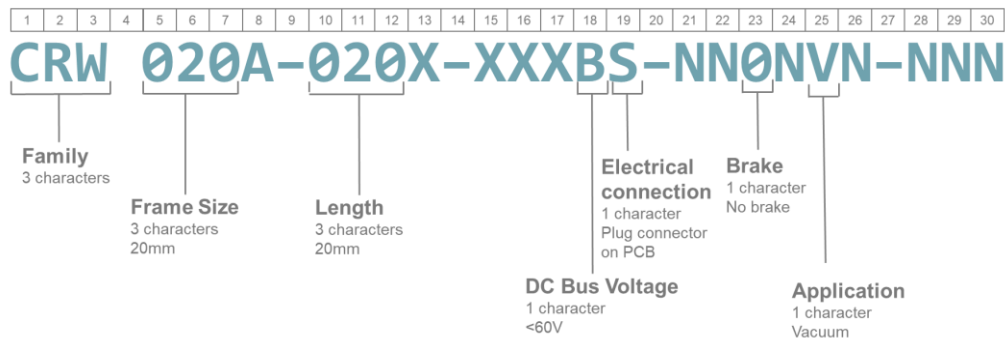 1 2 3 4 5 6 7 8 9 10 11 12 13 14 15 16 17 18 19 20 21 22 23 24 25 26 27 28 29 30
CRW 020A-020X-XXXBS-NN0NVN-NNN
Family
3 characters
Frame Size
3 characters
20mm
Length
3 characters
20mm
DC Bus Voltage
1 character
<60V
Electrical
connection
1 character
Plug connector
on PCB
Brake
1 character
No brake
Application
1 character
Vacuum